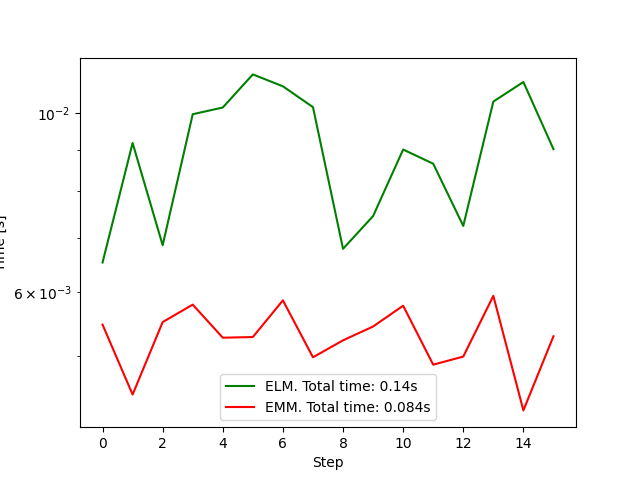 10⁻²
6 × 10⁻³
ELM. Total time: 0.14s
EMM. Total time: 0.084s
0 2 4 6 8 10 12 14
Step
[s]